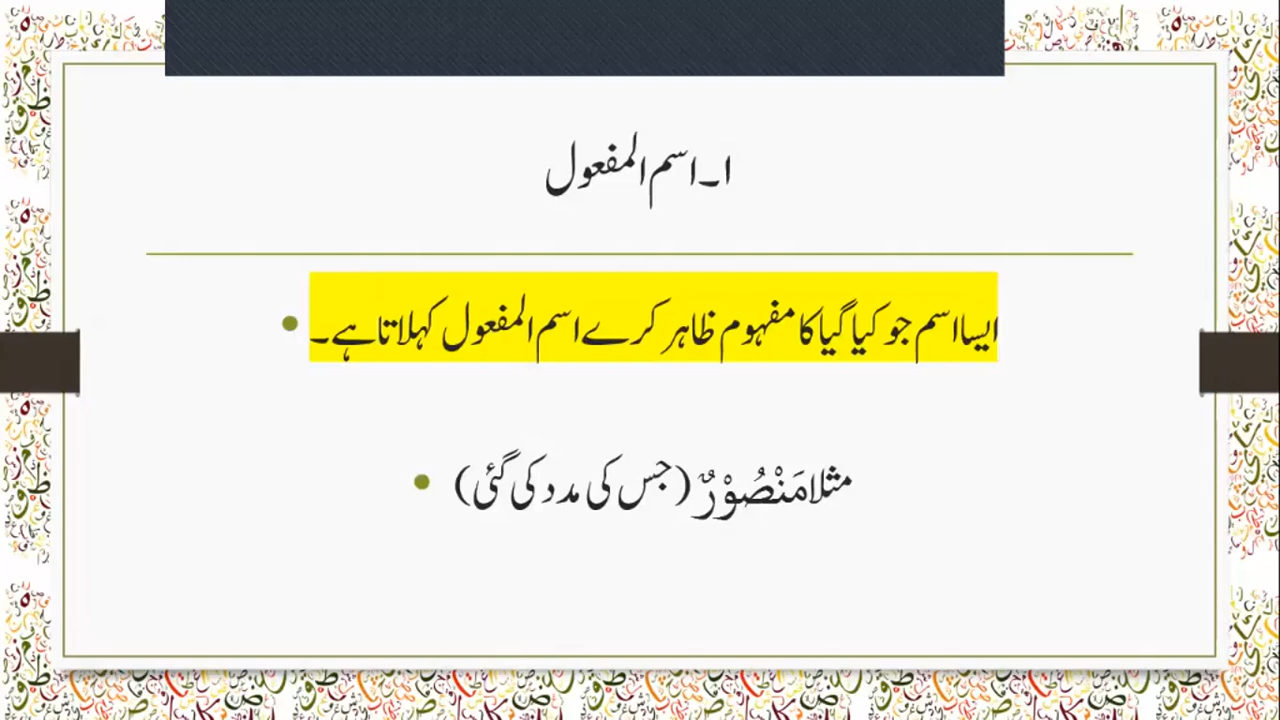 ۱۔اسم المفعول
ایسا اسم جو کیا گیا کا مفہوم ظاہر کرے اسم المفعول کہلاتا ہے۔
مثلا مَنْصُوْرٌ (جس کی مدد کی گئی)